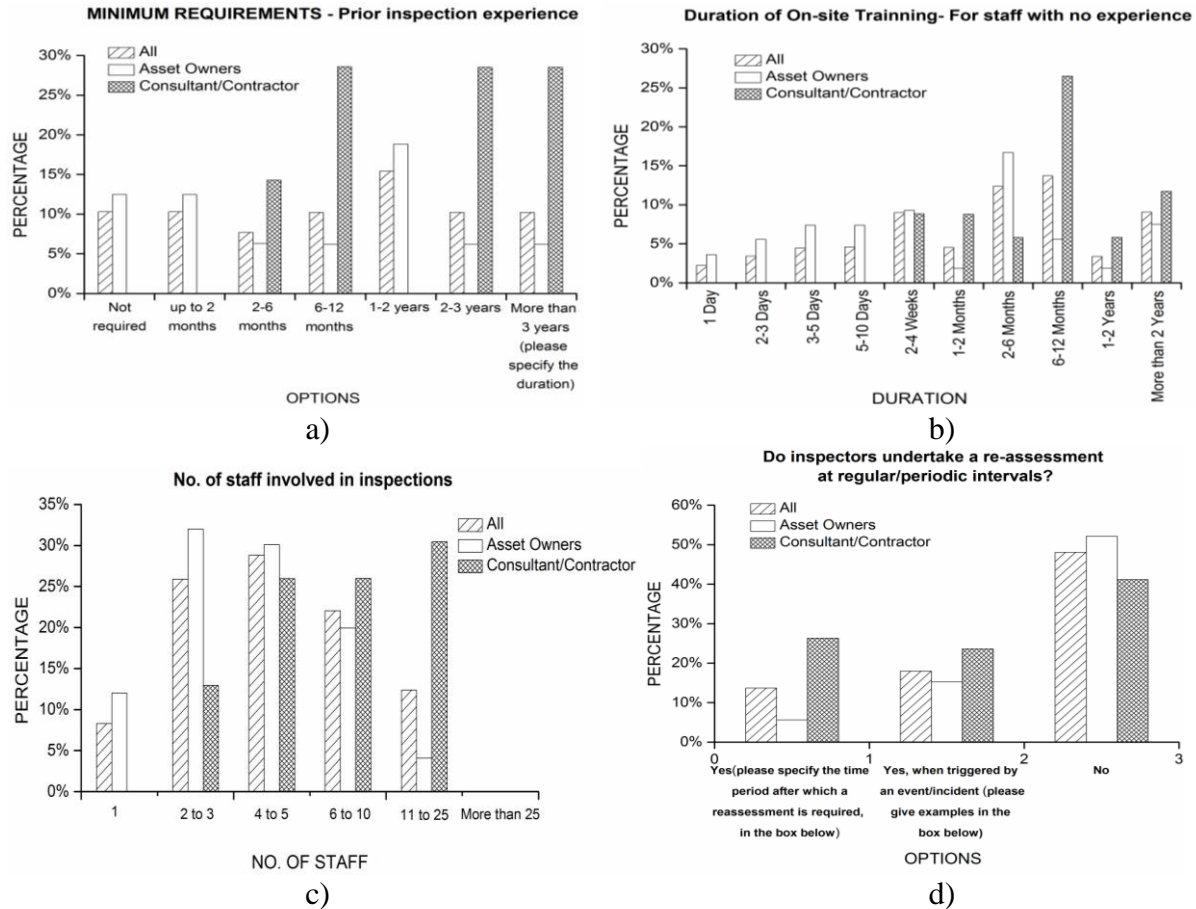 MINIMUM REQUIREMENTS - Prior inspection experience
30%
25%
20%
15%
10%
5%
0%
PERCENTAGE
All
Asset Owners
Consultant/Contractor
Not
required
up to 2
months
2-6
months
6-12
months
1-2 years
2-3 years
More than
3 years
(please
specify the
duration)
OPTIONS
a)
Duration of On-site Trainning- For staff with no experience
30%
25%
20%
15%
10%
5%
0%
PERCENTAGE
All
Asset Owners
Consultant/Contractor
1 Day
2-3 Days
3-5 Days
5-10 Days
2-4 Weeks
1-2 Months
2-6 Months
6-12 Months
1-2 Years
More than 2 Years
DURATION
b)
No. of staff involved in inspections
35%
30%
25%
20%
15%
10%
5%
0%
PERCENTAGE
All
Asset Owners
Consultant/Contractor
1
2 to 3
4 to 5
6 to 10
11 to 25
More than 25
NO. OF STAFF
c)
Do inspectors undertake a re-assessment
at regular/periodic intervals?
60%
50%
40%
30%
20%
10%
0%
PERCENTAGE
All
Asset Owners
Consultant/Contractor
0
1
2
3
Yes(please specify the time
period after which a
reassessment is required,
in the box below)
Yes, when triggered by
an event/incident (please
give examples in the
box below)
No
OPTIONS
d)